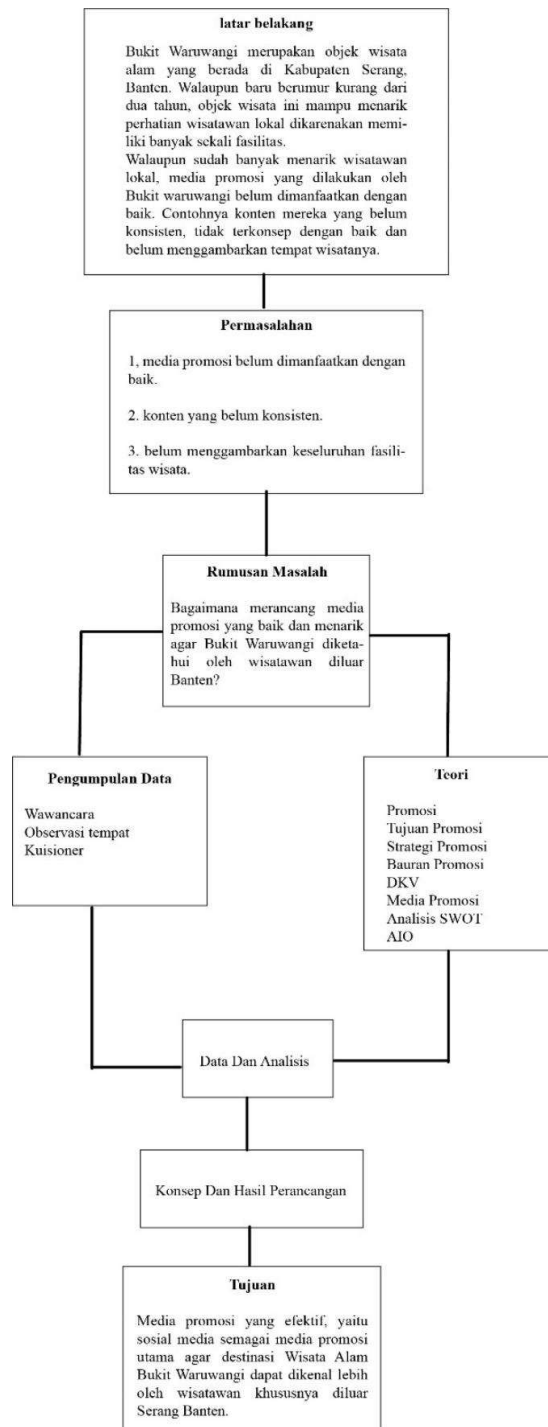 latar belakang
Bukit Waruwangi merupakan objek wisata
alam yang berada di Kabupaten Serang,
Banten. Walaupun baru berumur kurang dari
dua tahun, objek wisata ini mampu menarik
perhatian wisatawan lokal dikarenakan memi-
liki banyak sekali fasilitas.
Walaupun sudah banyak menarik wisatawan
lokal, media promosi yang dilakukan oleh
Bukit waruwangi belum dimanfaatkan dengan
baik. Contohnya konten mereka yang belum
konsisten, tidak terkonsep dengan baik dan
belum menggambarkan tempat wisatanya.
Permasalahan
1, media promosi belum dimanfaatkan dengan
baik.
2. konten yang belum konsisten.
3. belum menggambarkan keseluruhan fasili-
tas wisata.
Rumusan Masalah
Bagaimana merancang media
promosi yang baik dan menarik
agar Bukit Waruwangi diketa-
hui oleh wisatawan diluar
Banten?
Pengumpulan Data
Wawancara
Observasi tempat
Kuisioner
Teori
Promosi
Tujuan Promosi
Strategi Promosi
Bauran Promosi
DKV
Media Promosi
Analisis SWOT
AIO
Data Dan Analisis
Konsep Dan Hasil Perancangan
Tujuan
Media promosi yang efektif, yaitu
sosial media semagai media promosi
utama agar destinasi Wisata Alam
Bukit Waruwangi dapat dikenal lebih
oleh wisatawan khususnya diluar
Serang Banten.